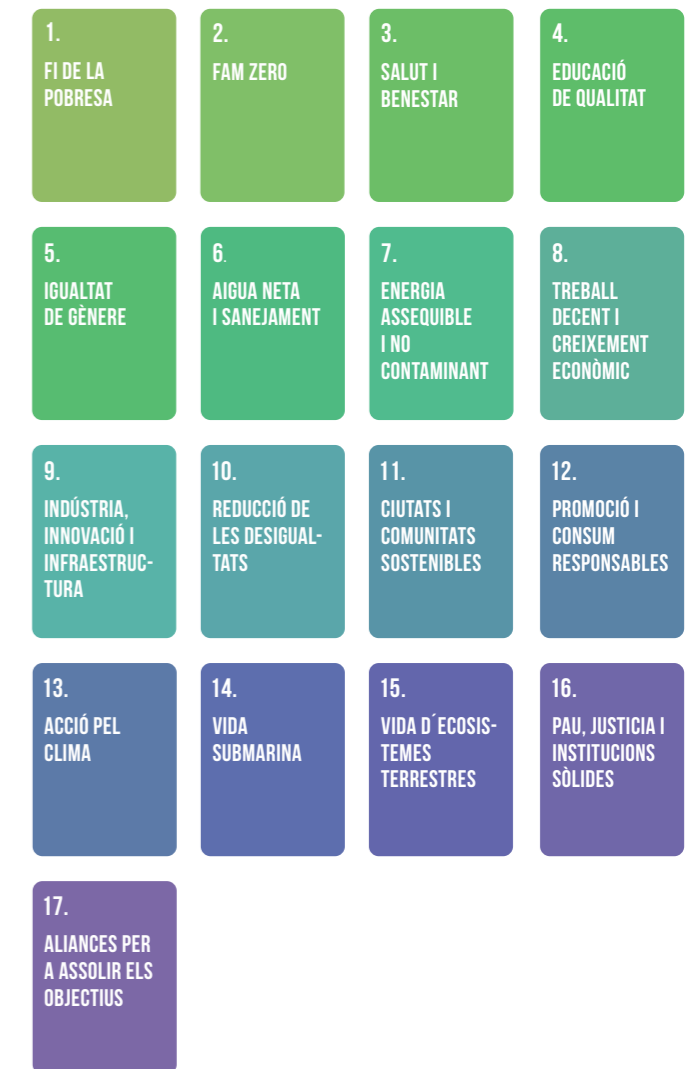 1.
FI DE LA
POBRESA
2.
FAM ZERO
3.
SALUT I
BENESTAR
4.
EDUCACIÓ
DE QUALITAT
5.
IGUALTAT
DE GÈNERE
6.
AIGUA NETA
I SANEJAMENT
7.
ENERGIA
ASSEQUIBLE
I NO
CONTAMINANT
8.
TREBALL
DECENT I
CREIXEMENT
ECONÒMIC
9.
INDÚSTRIA,
INNOVACIÓ I
INFRAESTRUC-
TURA
10.
REDUCCIÓ DE
LES DESIGUAL-
TATS
11.
CIUTATS I
COMUNITATS
SOSTENIBLES
12.
PROMOCIÓ I
CONSUM
RESPONSABLES
13.
ACCIÓ PEL
CLIMA
14.
VIDA
SUBMARINA
15.
VIDA D´ECOSIS-
TEMES
TERRESTRES
16.
PAU, JUSTICIA I
INSTITUCIONS
SÒLIDES
17.
ALIANCES PER
A ASSOLIR ELS
OBJECTIUS